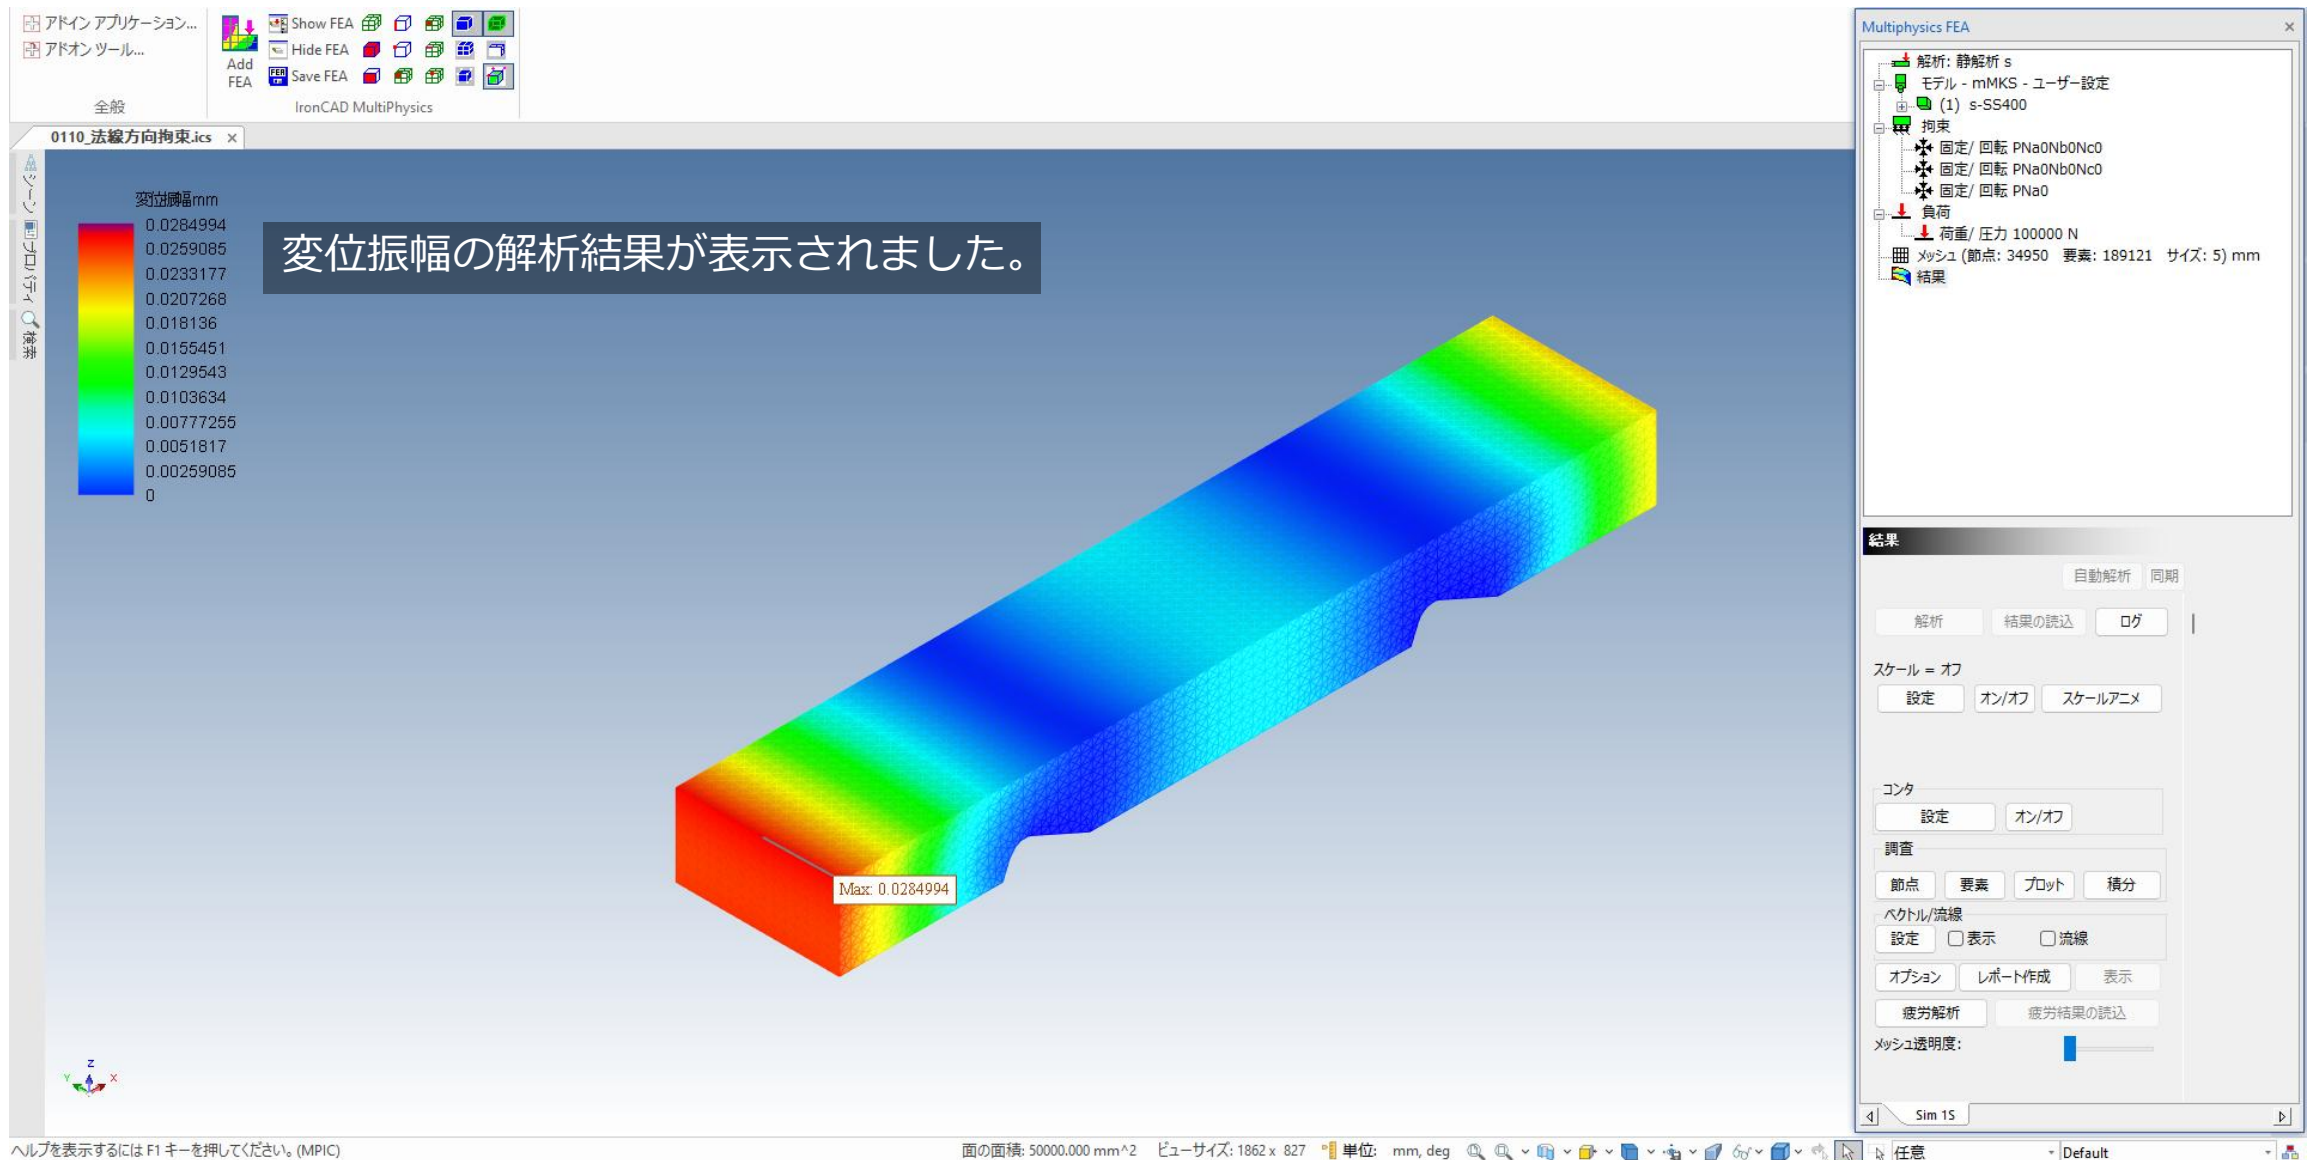 アドイン アプリケーション...
アドオン ツール...
全般
Add
FEA
Show FEA
Hide FEA
Save FEA
IronCAD MultiPhysics
0110_法線方向拘束.ics ×
シーン
プロパティ
検索
変位振幅mm
0.0284994
0.0259085
0.0233177
0.0207268
0.018136
0.0155451
0.0129543
0.0103634
0.00777255
0.0051817
0.00259085
0
変位振幅の解析結果が表示されました。
Max: 0.0284994
Z
Y
X
Multiphysics FEA ×
解析: 静解析 s
モデル - mMKS - ユーザー設定
(1) s-SS400
拘束
固定/ 回転 PNa0Nb0Nc0
固定/ 回転 PNa0Nb0Nc0
固定/ 回転 PNa0
負荷
荷重/ 圧力 100000 N
メッシュ (節点: 34950 要素: 189121 サイズ: 5) mm
結果
結果
自動解析 同期
解析 結果の読込 ログ
スケール = オフ
設定 オン/オフ スケールアニメ
コンタ
設定 オン/オフ
調査
節点 要素 プロット 積分
ベクトル/流線
設定 表示 流線
オプション レポート作成 表示
疲労解析 疲労結果の読込
メッシュ透明度:
Sim 1S
ヘルプを表示するには F1 キーを押してください。(MPIC)
面の面積: 50000.000 mm^2 ビューサイズ: 1862 x 827 単位: mm, deg 任意 Default